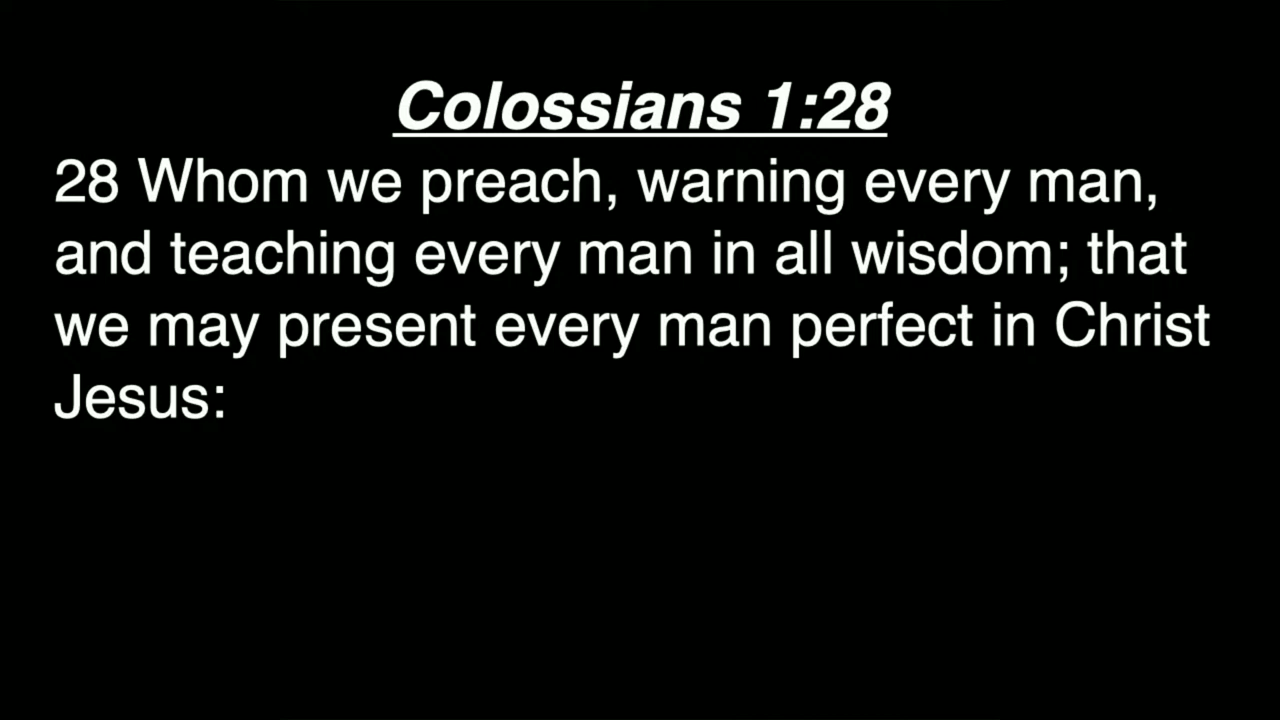 Colossians 1:28
28 Whom we preach, warning every man,
and teaching every man in all wisdom; that
we may present every man perfect in Christ
Jesus: